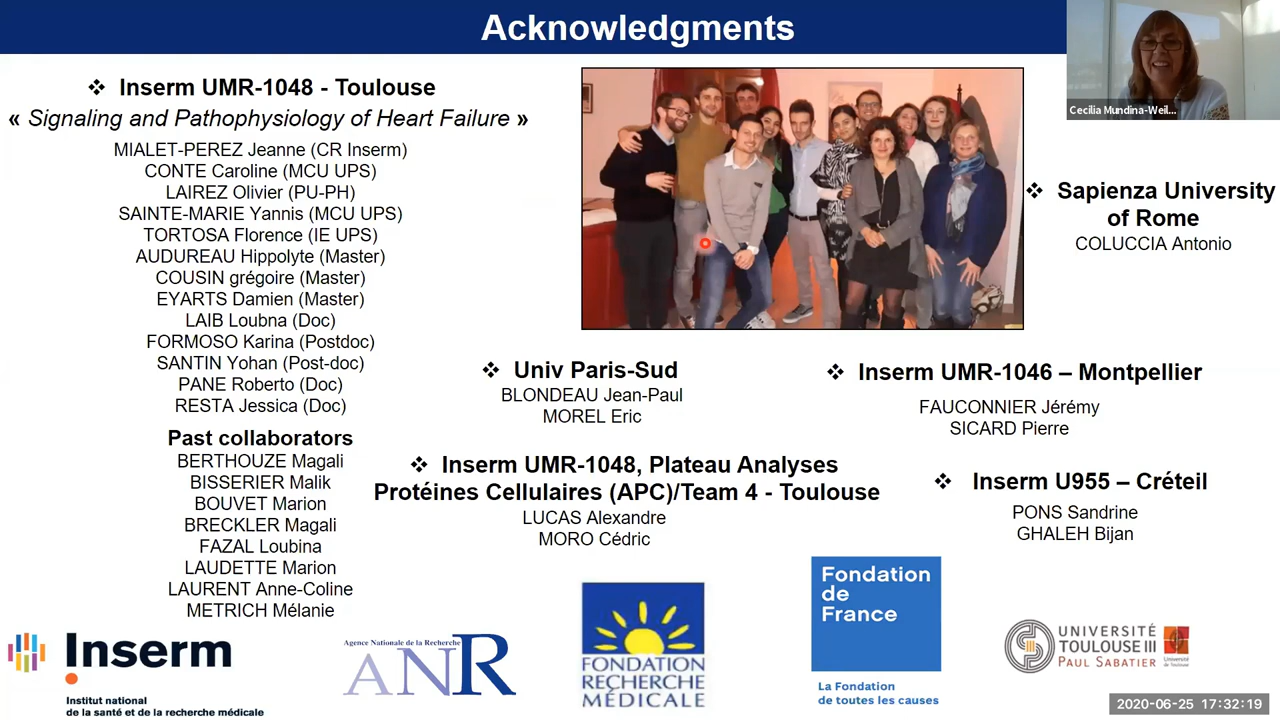 Acknowledgments
Cecilia Mundina-Weil...
❖ Inserm UMR-1048 - Toulouse
« Signaling and Pathophysiology of Heart Failure »
MIALET-PEREZ Jeanne (CR Inserm)
CONTE Caroline (MCU UPS)
LAIREZ Olivier (PU-PH)
SAINTE-MARIE Yannis (MCU UPS)
TORTOSA Florence (IE UPS)
AUDUREAU Hippolyte (Master)
COUSIN grégoire (Master)
EYARTS Damien (Master)
LAIB Loubna (Doc)
FORMOSO Karina (Postdoc)
SANTIN Yohan (Post-doc)
PANE Roberto (Doc)
RESTA Jessica (Doc)
Past collaborators
BERTHOUZE Magali
BISSERIER Malik
BOUVET Marion
BRECKLER Magali
FAZAL Loubina
LAUDETTE Marion
LAURENT Anne-Coline
METRICH Mélanie
❖ Sapienza University
of Rome
COLUCCIA Antonio
❖ Univ Paris-Sud
BLONDEAU Jean-Paul
MOREL Eric
❖ Inserm UMR-1046 – Montpellier
FAUCONNIER Jérémy
SICARD Pierre
❖ Inserm UMR-1048, Plateau Analyses
Protéines Cellulaires (APC)/Team 4 - Toulouse
LUCAS Alexandre
MORO Cédric
❖ Inserm U955 – Créteil
PONS Sandrine
GHALEH Bijan
Inserm
Institut national
de la santé et de la recherche médicale
Agence Nationale de la Recherche
ANR
FONDATION
RECHERCHE
MÉDICALE
Fondation
de
France
La Fondation
de toutes les causes
UNIVERSITÉ
TOULOUSE III
PAUL SABATIER
Université
de Toulouse
2020-06-25 17:32:19